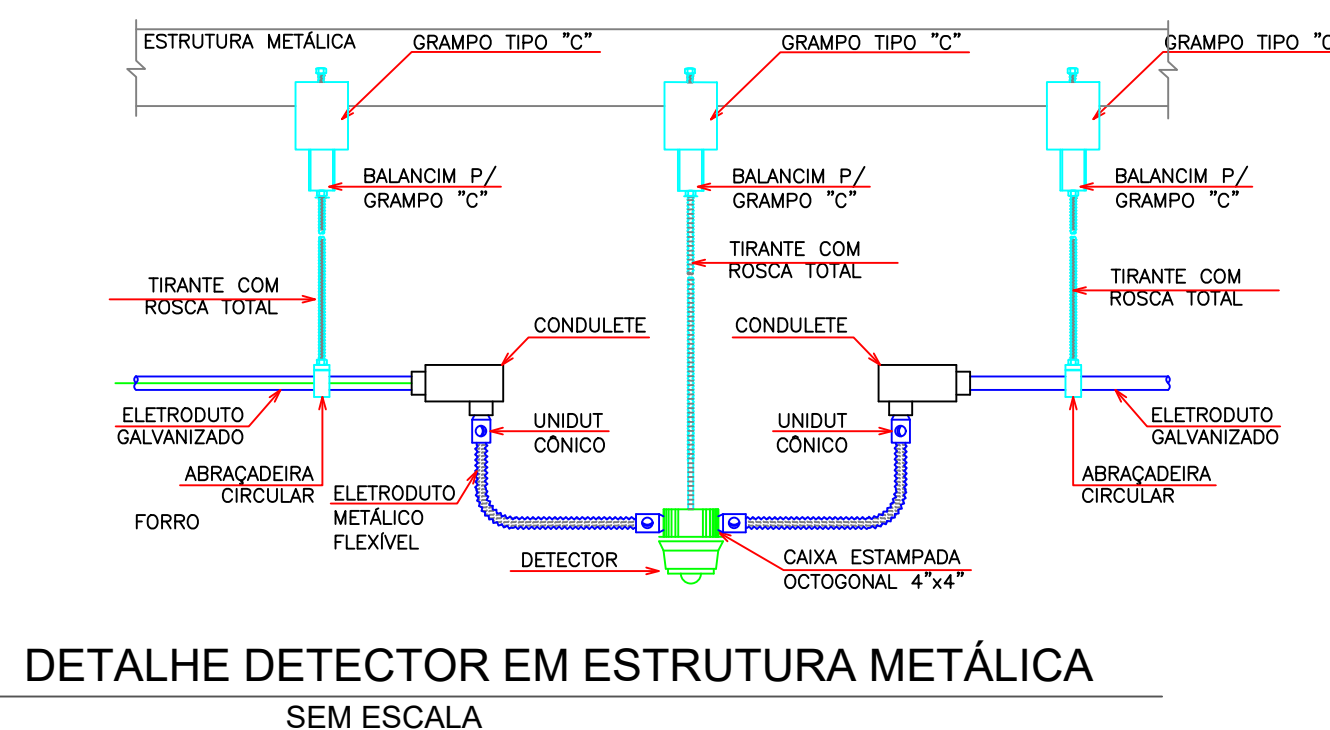 ESTRUTURA METÁLICA
GRAMPO TIPO "C"
GRAMPO TIPO "C"
GRAMPO TIPO "C
BALANCIM P/
GRAMPO "C"
BALANCIM P/
GRAMPO "C"
BALANCIM P/
GRAMPO "C"
TIRANTE COM
ROSCA TOTAL
TIRANTE COM
ROSCA TOTAL
TIRANTE COM
ROSCA TOTAL
CONDULETE
CONDULETE
ELETRODUTO
GALVANIZADO
UNIDUT
CÔNICO
UNIDUT
CÔNICO
ELETRODUTO
GALVANIZADO
ABRAÇADEIRA
CIRCULAR
ELETRODUTO
METÁLICO
FLEXÍVEL
ABRAÇADEIRA
CIRCULAR
FORRO
DETECTOR
CAIXA ESTAMPADA
OCTOGONAL 4"x4"
DETALHE DETECTOR EM ESTRUTURA METÁLICA
SEM ESCALA